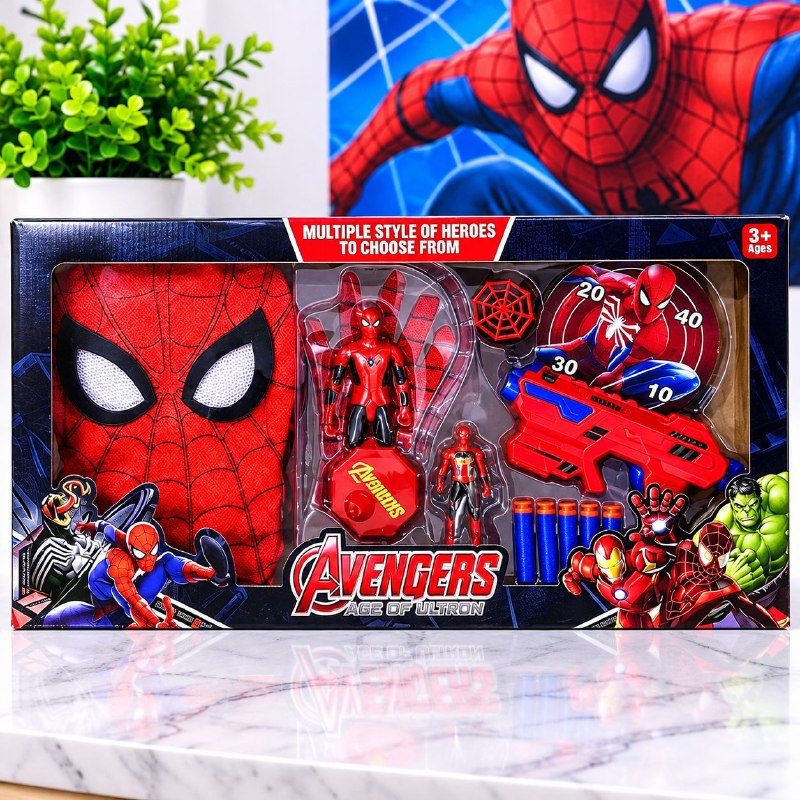 MULTIPLE STYLE OF HEROES
TO CHOOSE FROM
3+
Ages
20
40
30
10
AVENGERS
AVENGERS
AGE OF ULTRON